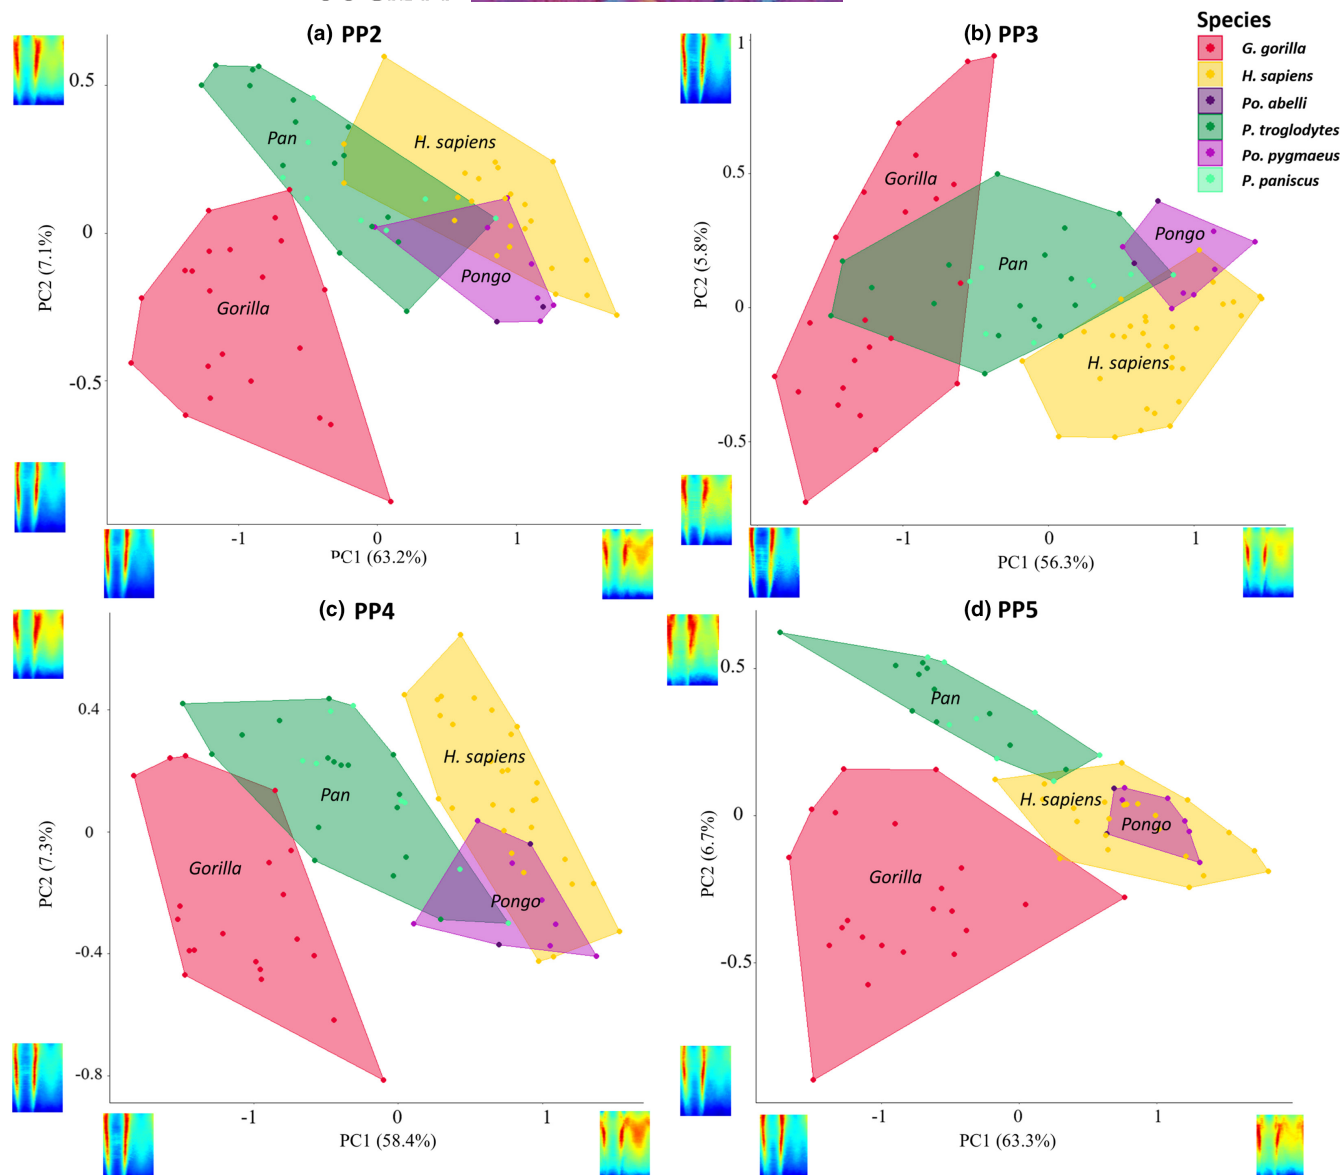 (a) PP2
0.5
0
-0.5
PC2 (7.1%)
Pan
H. sapiens
Pongo
Gorilla
-1
0
1
PC1 (63.2%)
(b) PP3
1
0.5
0
-0.5
PC2 (5.8%)
Gorilla
Pan
Pongo
H. sapiens
-1
0
1
PC1 (56.3%)
Species
G. gorilla
H. sapiens
Po. abelli
P. troglodytes
Po. pygmaeus
P. paniscus
(c) PP4
0.4
0
-0.4
-0.8
PC2 (7.3%)
H. sapiens
Pan
Gorilla
Pongo
-1
0
1
PC1 (58.4%)
(d) PP5
0.5
0
-0.5
PC2 (6.7%)
Pan
H. sapiens
Pongo
Gorilla
-1
0
1
PC1 (63.3%)